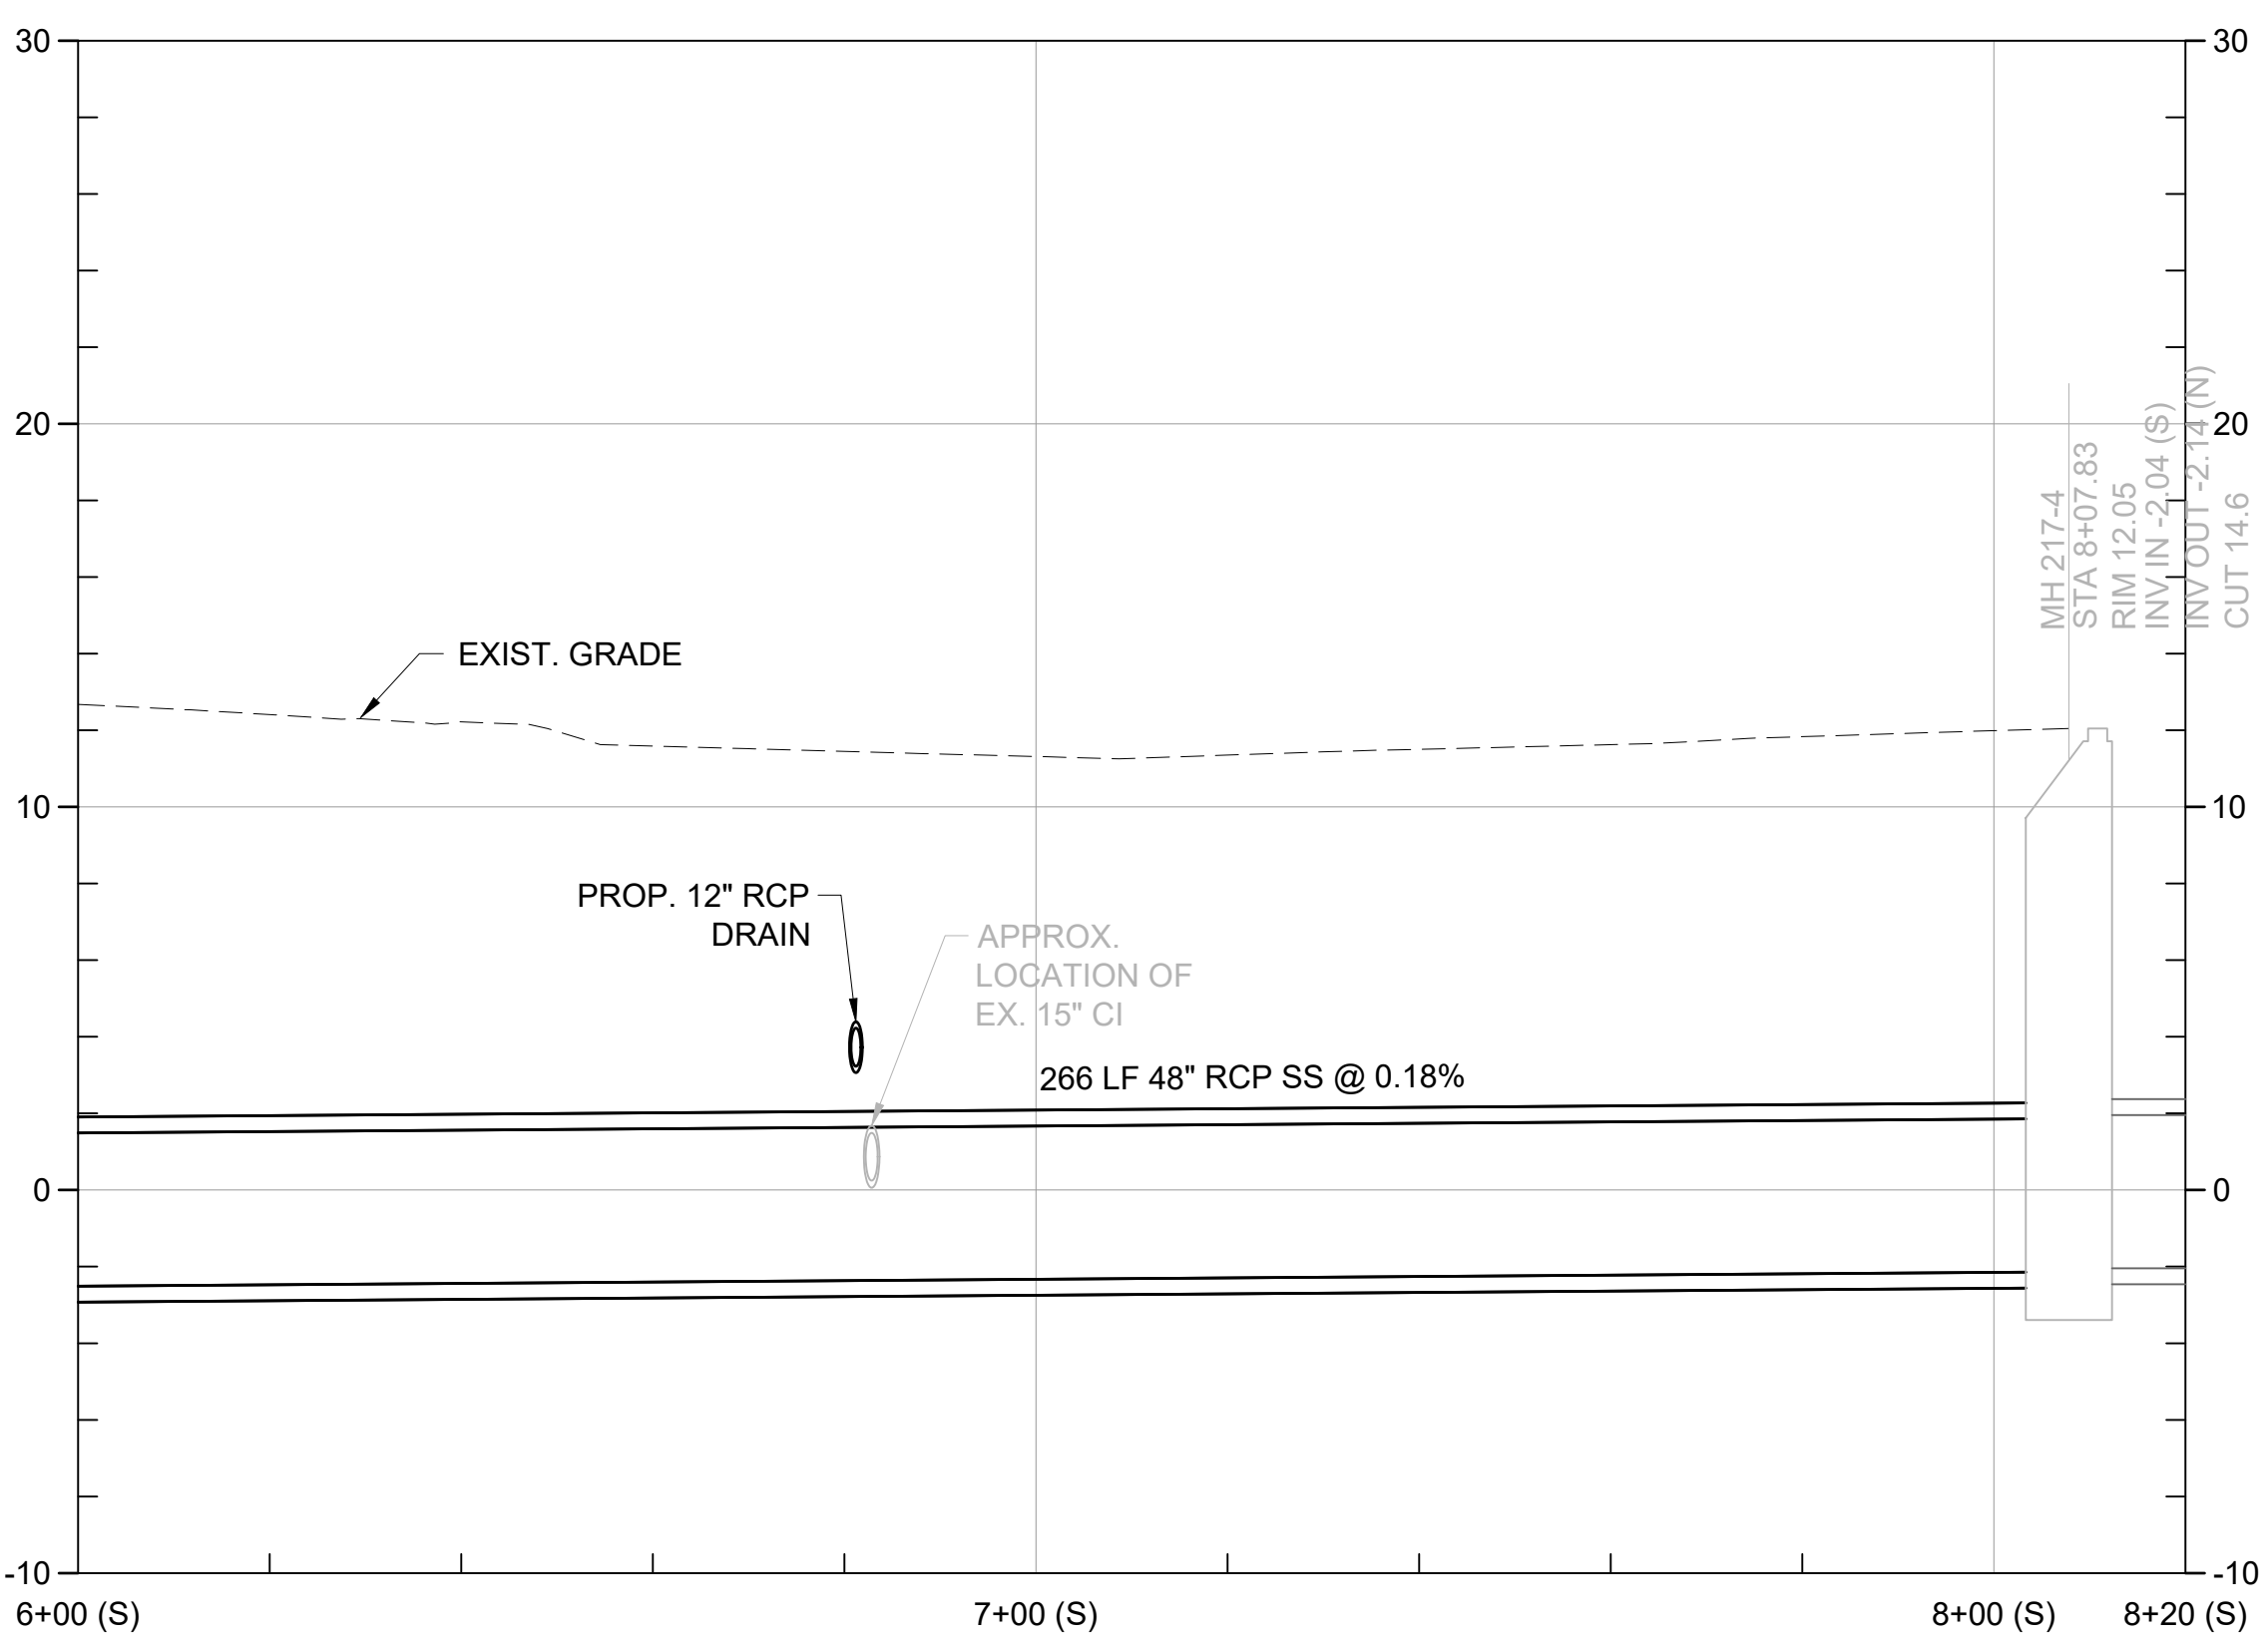 30
30
20
20
MH 217-4
STA 8+07.83
RIM 12.05
INV IN -2.04 (S)
INV OUT -2.14 (N)
CUT 14.6
EXIST. GRADE
10
10
PROP. 12" RCP
DRAIN
APPROX.
LOCATION OF
EX. 15" CI
266 LF 48" RCP SS @ 0.18%
0
0
-10
-10
6+00 (S)
7+00 (S)
8+00 (S)
8+20 (S)